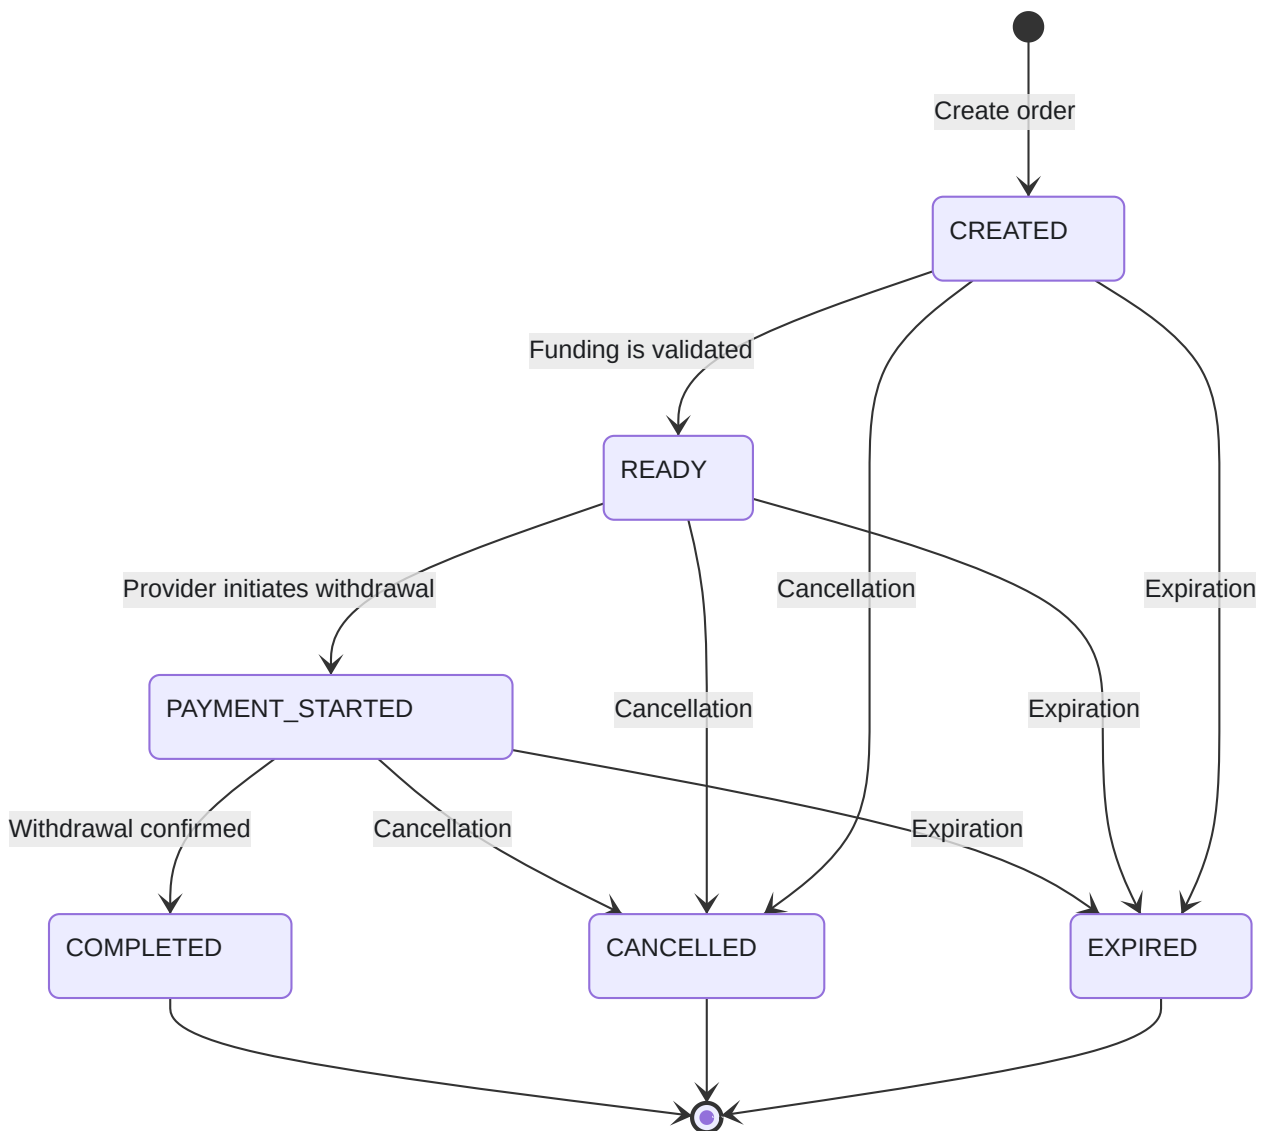 Create order
CREATED
Funding is validated
READY
Provider initiates withdrawal
Cancellation
Expiration
PAYMENT_STARTED
Cancellation
Expiration
Withdrawal confirmed
Cancellation
Expiration
COMPLETED
CANCELLED
EXPIRED